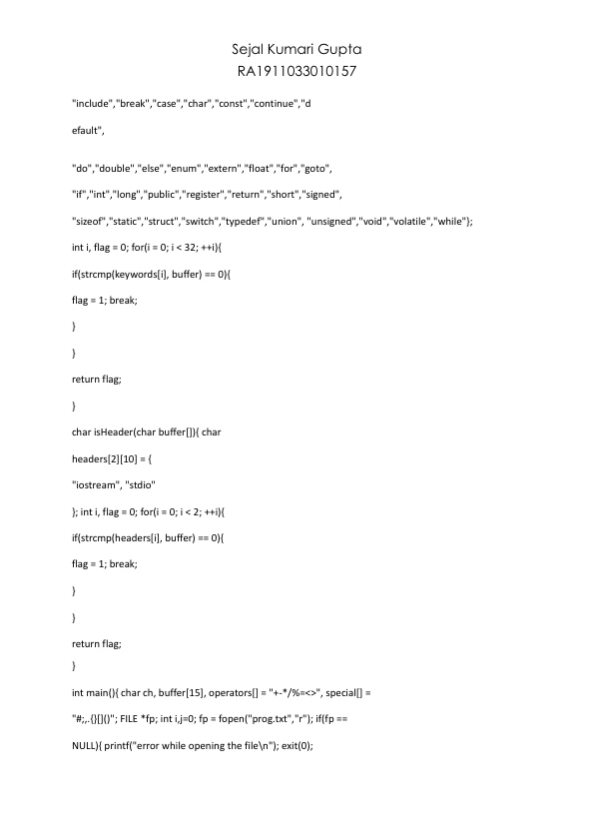 Sejal Kumari Gupta
RA1911033010157
"include","break","case","char","const","continue","d
efault",
"do","double","else","enum","extern","float","for","goto",
"if","int","long","public","register","return","short","signed",
"sizeof","static","struct","switch","typedef","union", "unsigned","void","volatile","while"};
int i, flag = 0; for(i = 0; i < 32; ++i){
if(strcmp(keywords[i], buffer) == 0){
flag = 1; break;
}
}
return flag;
}
char isHeader(char buffer[]){ char
headers[2][10] = {
"iostream", "stdio"
}; int i, flag = 0; for(i = 0; i < 2; ++i){
if(strcmp(headers[i], buffer) == 0){
flag = 1; break;
}
}
return flag;
}
int main(){ char ch, buffer[15], operators[] = "+-*/%=<>", special[] =
"#;,.{}[]()"; FILE *fp; int i,j=0; fp = fopen("prog.txt","r"); if(fp ==
NULL){ printf("error while opening the file\n"); exit(0);